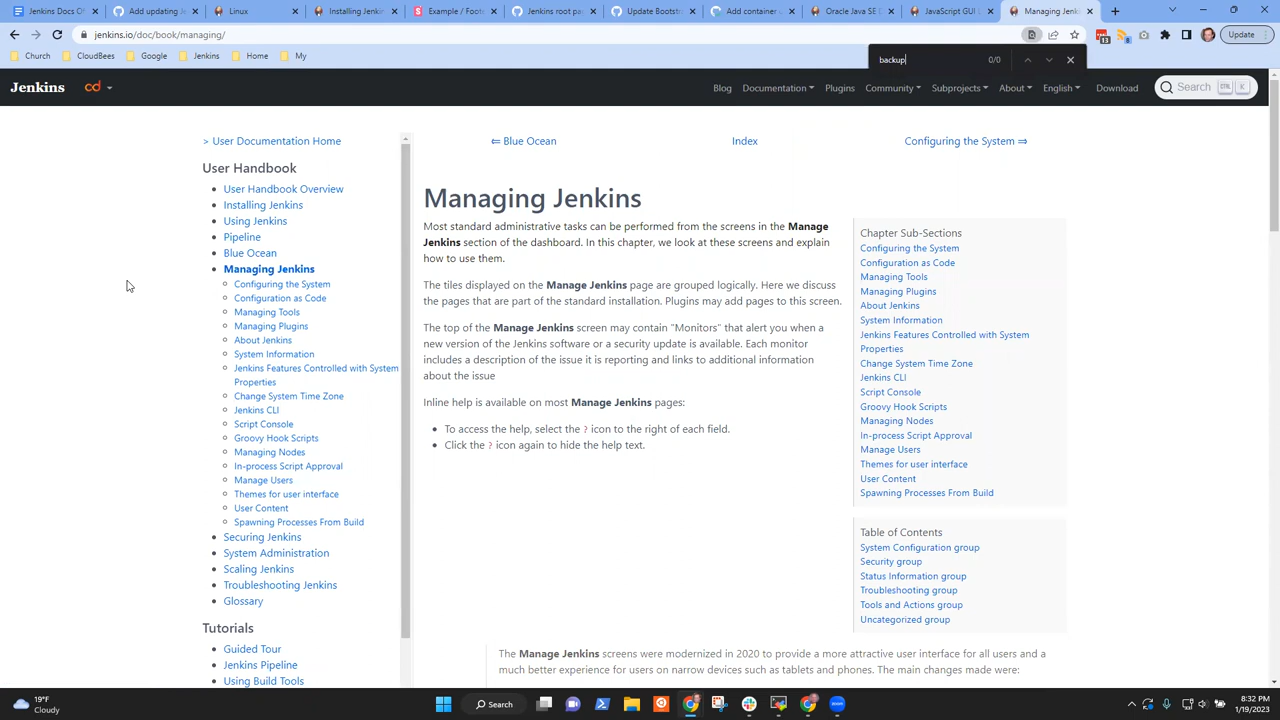 Jenkins Docs Of
Add updating Je
Linux
Installing Jenkin
Example / Foote
Jenkins root pag
Update Bootstra
Add container a
Oracle Java SE D
JavaScript GUI L
Managing Jenkin
jenkins.io/doc/book/managing/
13
Update
Church
CloudBees
Google
Jenkins
Home
My
backup
0/0
Jenkins
cd
Blog
Documentation
Plugins
Community
Subprojects
About
English
Download
Search CTRL K
> User Documentation Home
⇐ Blue Ocean
Index
Configuring the System ⇒
User Handbook
User Handbook Overview
Installing Jenkins
Using Jenkins
Pipeline
Blue Ocean
Managing Jenkins
Configuring the System
Configuration as Code
Managing Tools
Managing Plugins
About Jenkins
System Information
Jenkins Features Controlled with System
Properties
Change System Time Zone
Jenkins CLI
Script Console
Groovy Hook Scripts
Managing Nodes
In-process Script Approval
Manage Users
Themes for user interface
User Content
Spawning Processes From Build
Securing Jenkins
System Administration
Scaling Jenkins
Troubleshooting Jenkins
Glossary
Tutorials
Guided Tour
Jenkins Pipeline
Using Build Tools
Managing Jenkins
Most standard administrative tasks can be performed from the screens in the Manage
Jenkins section of the dashboard. In this chapter, we look at these screens and explain
how to use them.
The tiles displayed on the Manage Jenkins page are grouped logically. Here we discuss
the pages that are part of the standard installation. Plugins may add pages to this screen.
The top of the Manage Jenkins screen may contain "Monitors" that alert you when a
new version of the Jenkins software or a security update is available. Each monitor
includes a description of the issue it is reporting and links to additional information
about the issue
Inline help is available on most Manage Jenkins pages:
To access the help, select the ? icon to the right of each field.
Click the ? icon again to hide the help text.
Chapter Sub-Sections
Configuring the System
Configuration as Code
Managing Tools
Managing Plugins
About Jenkins
System Information
Jenkins Features Controlled with System
Properties
Change System Time Zone
Jenkins CLI
Script Console
Groovy Hook Scripts
Managing Nodes
In-process Script Approval
Manage Users
Themes for user interface
User Content
Spawning Processes From Build
Table of Contents
System Configuration group
Security group
Status Information group
Troubleshooting group
Tools and Actions group
Uncategorized group
The Manage Jenkins screens were modernized in 2020 to provide a more attractive user interface for all users and a
much better experience for users on narrow devices such as tablets and phones. The main changes made were:
19°F
Cloudy
Search
8:32 PM
1/19/2023